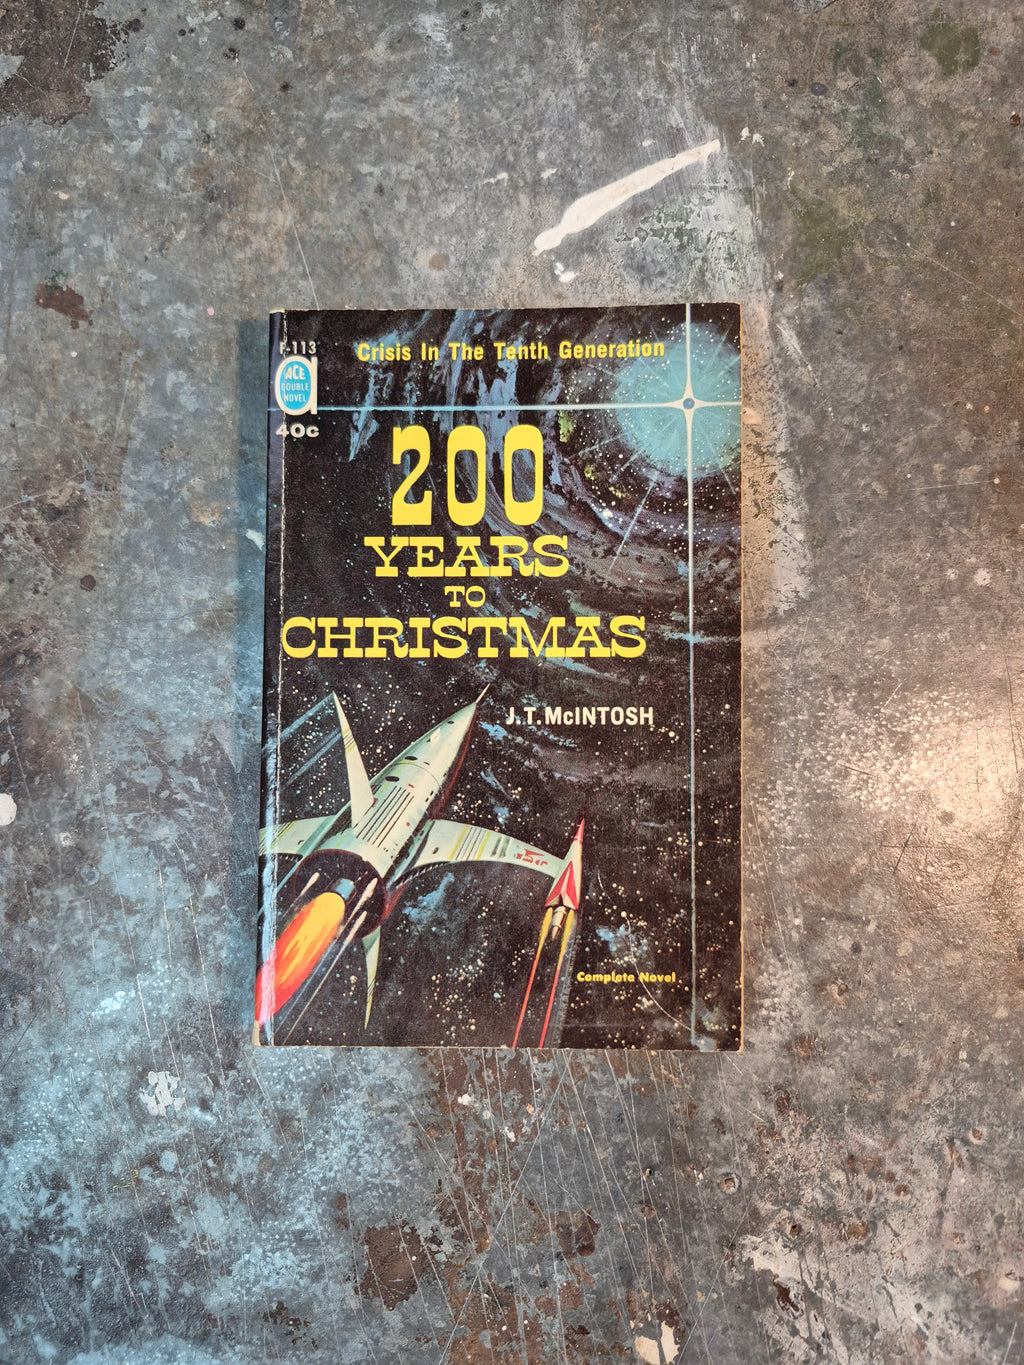 F-113
ACE
DOUBLE
NOVEL
40c
Crisis In The Tenth Generation
200
YEARS
TO
CHRISTMAS
J.T. McINTOSH
Complete Novel